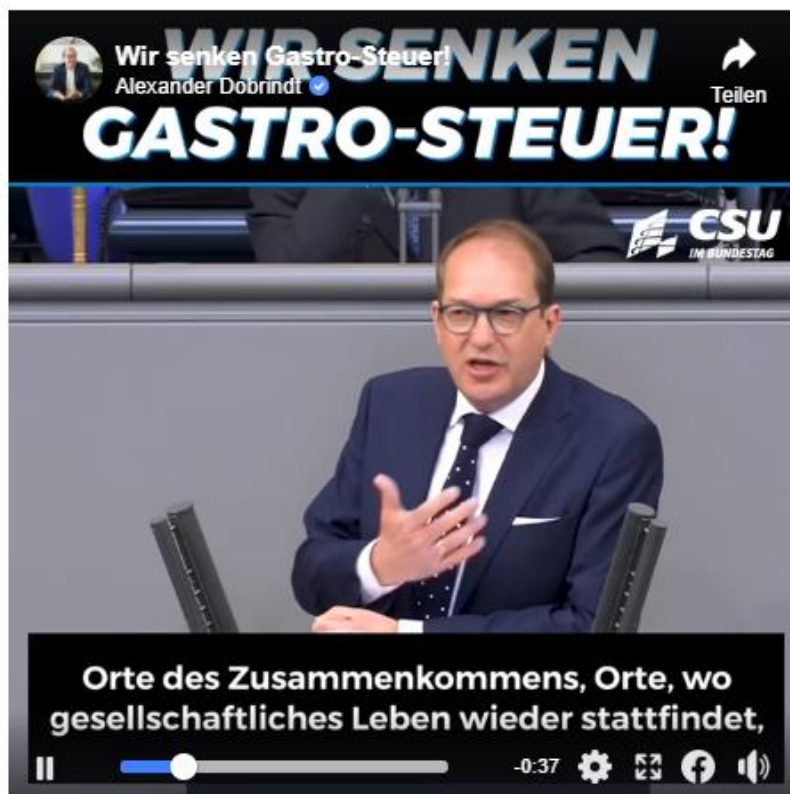 WIR SENKEN
Wir senken Gastro-Steuer!
Alexander Dobrindt
Teilen
GASTRO-STEUER!
CSU
IM BUNDESTAG
Orte des Zusammenkommens, Orte, wo
gesellschaftliches Leben wieder stattfindet,
-0:37